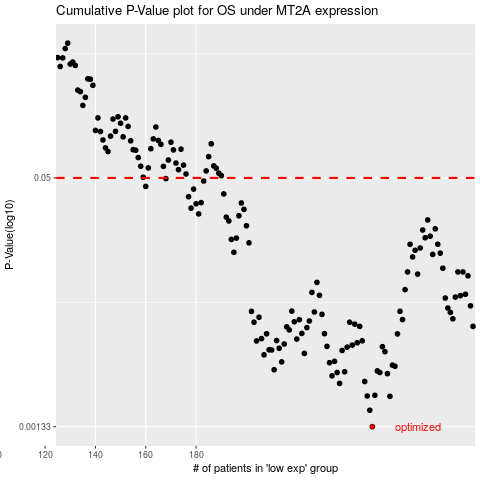 Cumulative P-Value plot for OS under MT2A expression
P-Value(log10)
0.05
0.00133
optimized
0 120 140 160 180
# of patients in 'low exp' group